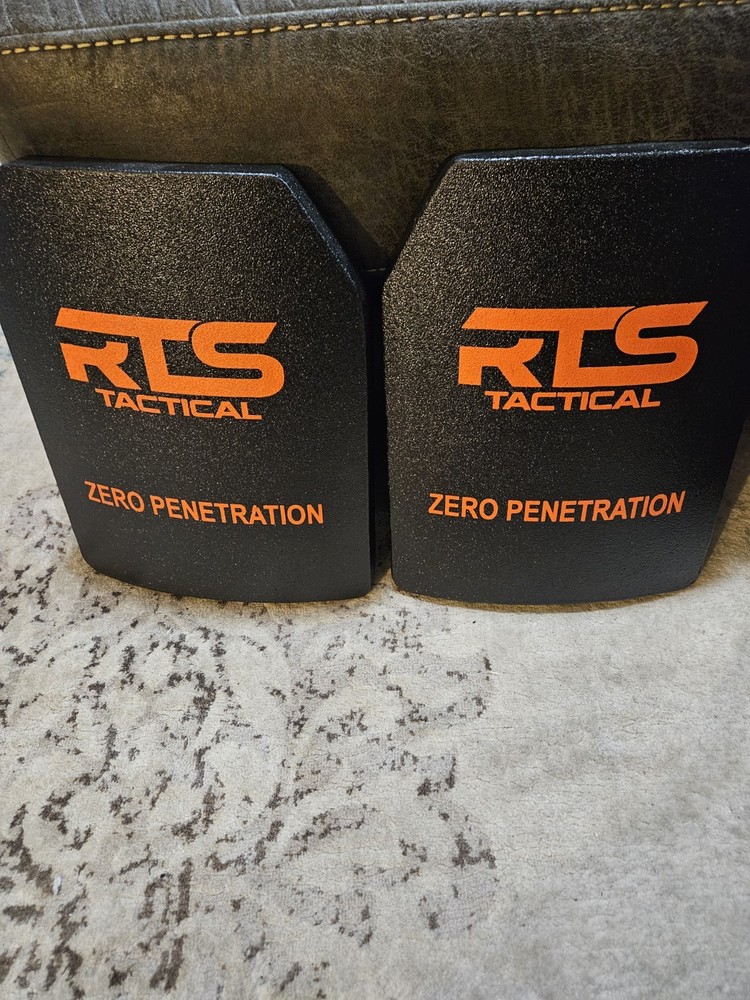 RTS
TACTICAL
ZERO PENETRATION
RTS
TACTICAL
ZERO PENETRATION